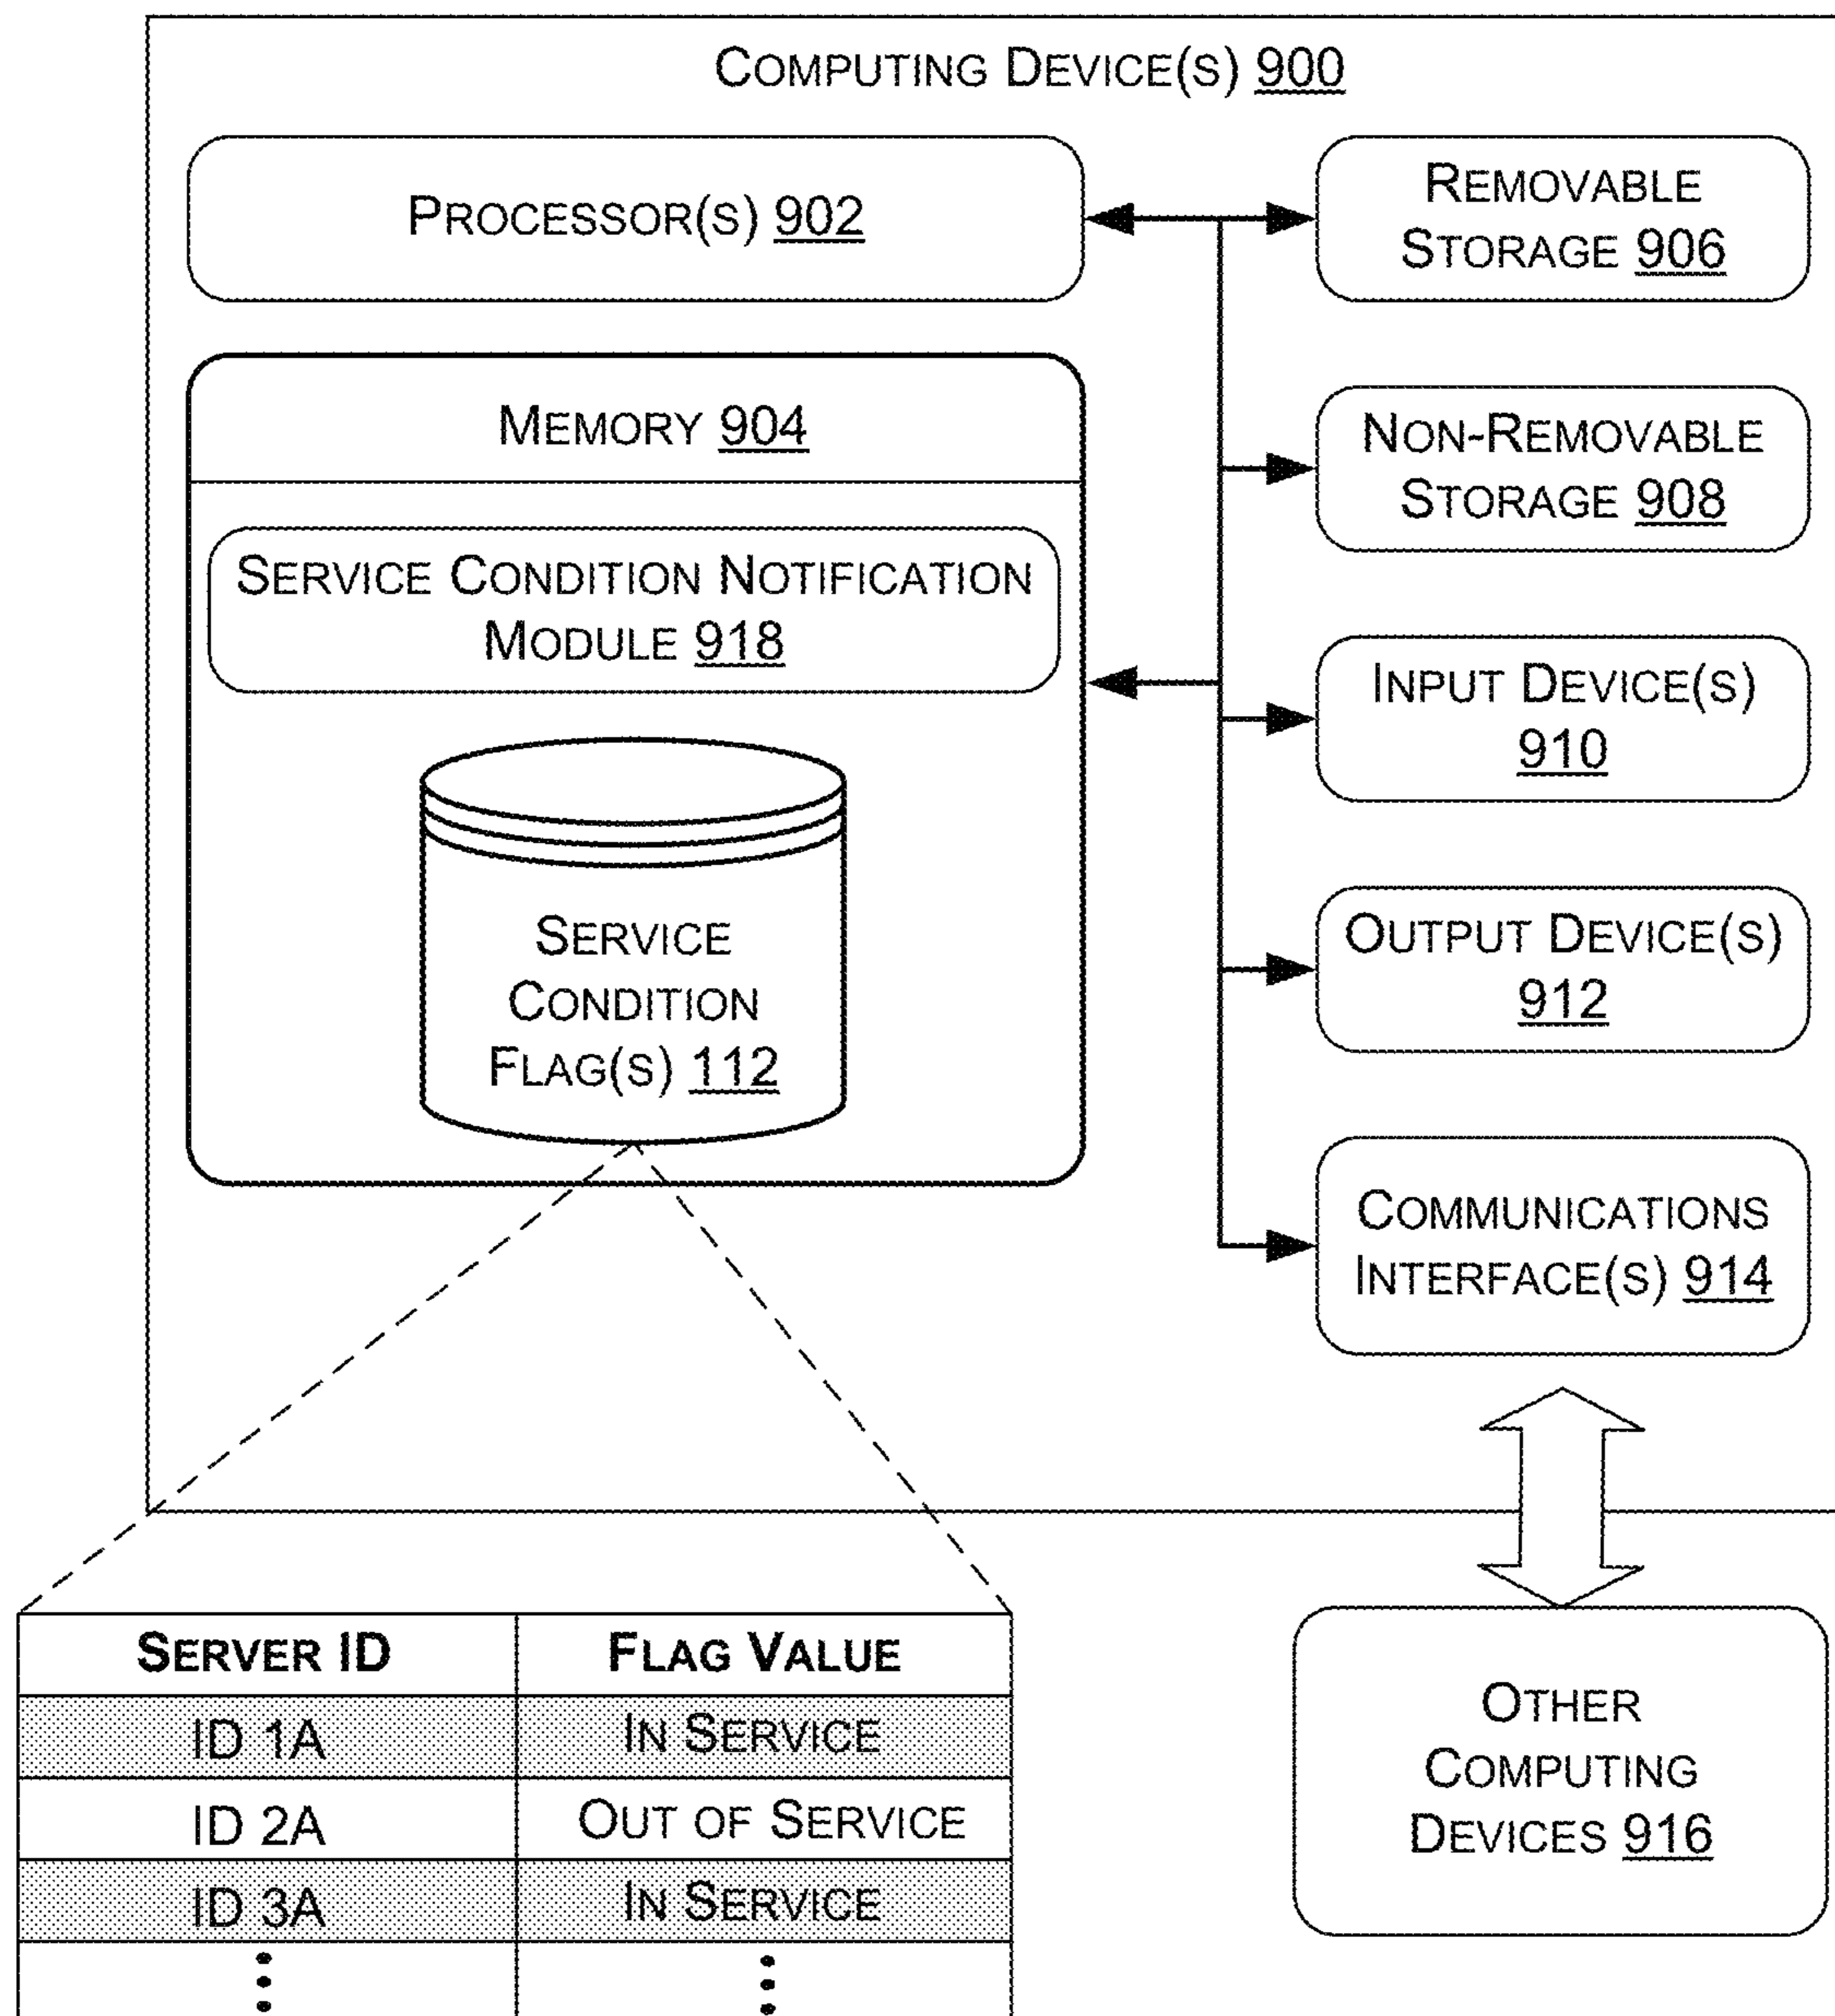 COMPUTING DEVICE(S) 900
PROCESSOR(S) 902
REMOVABLE
STORAGE 906
MEMORY 904
NON-REMOVABLE
STORAGE 908
SERVICE CONDITION NOTIFICATION
MODULE 918
INPUT DEVICE(S)
910
SERVICE
CONDITION
FLAG(S) 112
OUTPUT DEVICE(S)
912
COMMUNICATIONS
INTERFACE(S) 914
SERVER ID FLAG VALUE
ID 1A IN SERVICE
ID 2A OUT OF SERVICE
ID 3A IN SERVICE
OTHER
COMPUTING
DEVICES 916